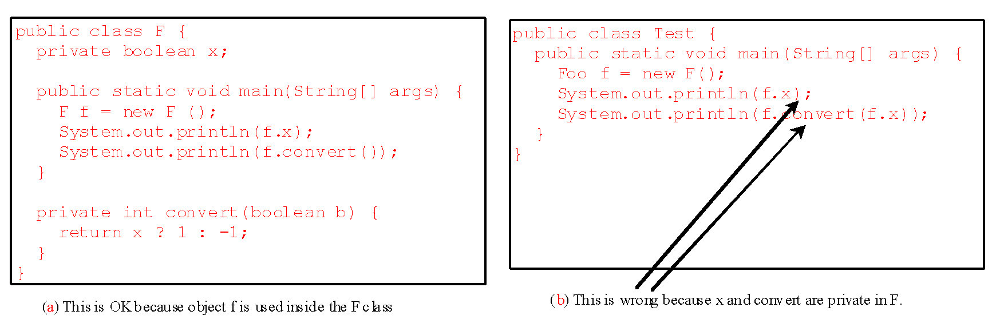 public class F {
private boolean x;
public static void main(String[] args) {
F f = new F ();
System.out.println(f.x);
System.out.println(f.convert());
}
private int convert(boolean b) {
return x ? 1 : -1;
}
}
(a) This is OK because object f is used inside the F class
public class Test {
public static void main(String[] args) {
Foo f = new F();
System.out.println(f.x);
System.out.println(f.convert(f.x));
}
}
(b) This is wrong because x and convert are private in F.